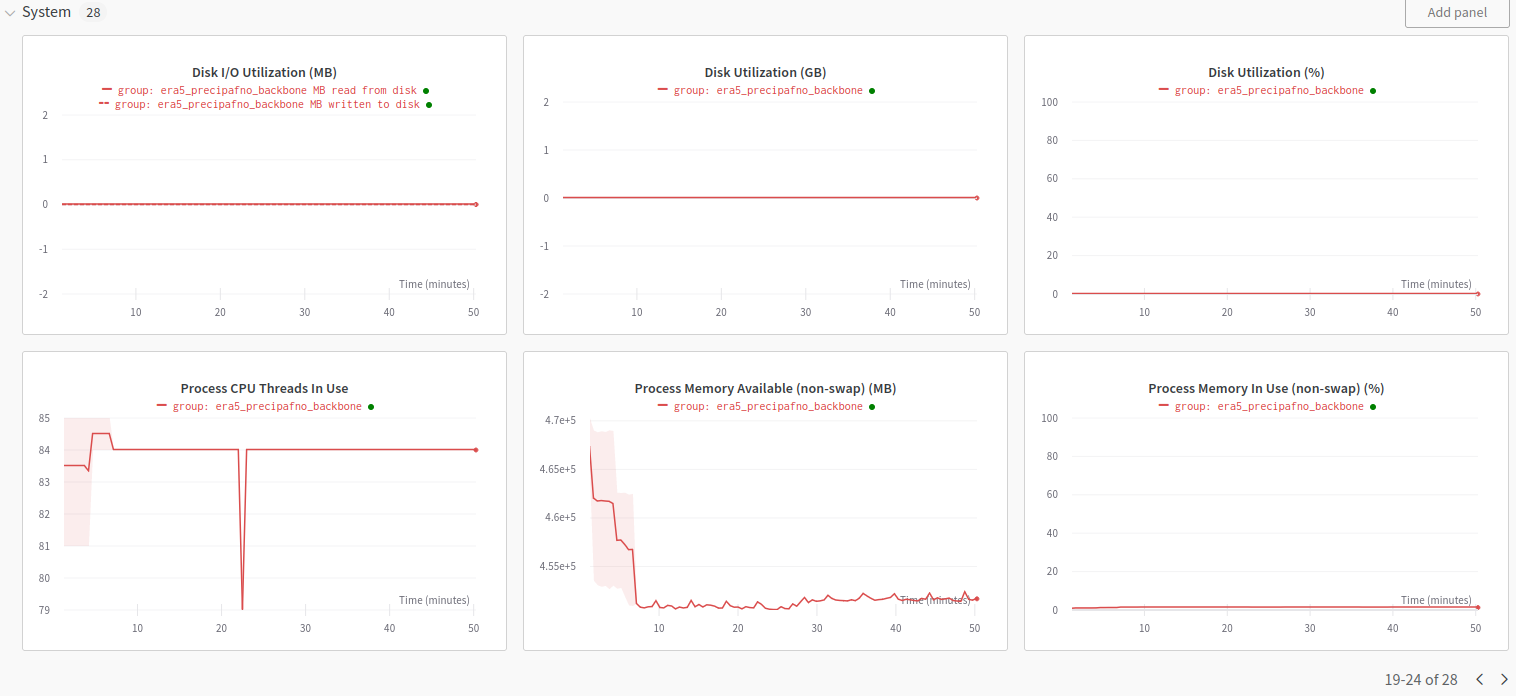 System 28
Add panel
Disk I/O Utilization (MB)
group: era5_precipafno_backbone MB read from disk
group: era5_precipafno_backbone MB written to disk
2
1
0
-1
-2
Time (minutes)
10 20 30 40 50
Disk Utilization (GB)
group: era5_precipafno_backbone
2
1
0
-1
-2
Time (minutes)
10 20 30 40 50
Disk Utilization (%)
group: era5_precipafno_backbone
100
80
60
40
20
0
Time (minutes)
10 20 30 40 50
Process CPU Threads In Use
group: era5_precipafno_backbone
85
84
83
82
81
80
79
Time (minutes)
10 20 30 40 50
Process Memory Available (non-swap) (MB)
group: era5_precipafno_backbone
4.7e+5
4.65e+5
4.6e+5
4.55e+5
Time (minutes)
10 20 30 40 50
Process Memory In Use (non-swap) (%)
group: era5_precipafno_backbone
100
80
60
40
20
0
Time (minutes)
10 20 30 40 50
19-24 of 28